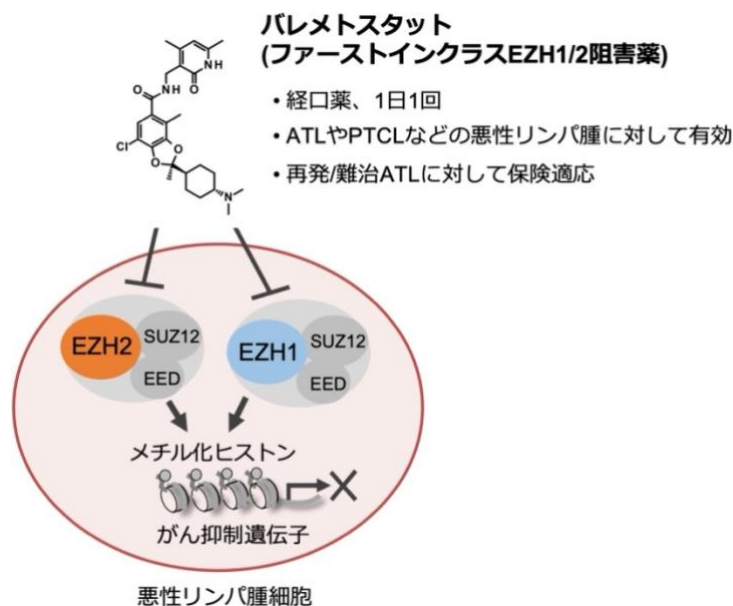 バレメトスタット
(ファーストインクラスEZH1/2阻害薬)
• 経口薬、1日1回
• ATLやPTCLなどの悪性リンパ腫に対して有効
• 再発/難治ATLに対して保険適応
NH
O
NH
O
Cl
O
O
N
EZH2
SUZ12
EED
EZH1
SUZ12
EED
メチル化ヒストン
がん抑制遺伝子
悪性リンパ腫細胞